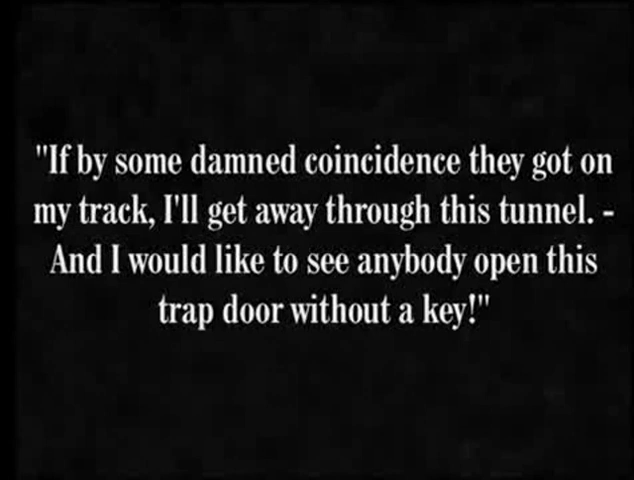 "If by some damned coincidence they got on
my track, I'll get away through this tunnel. -
And I would like to see anybody open this
trap door without a key!"